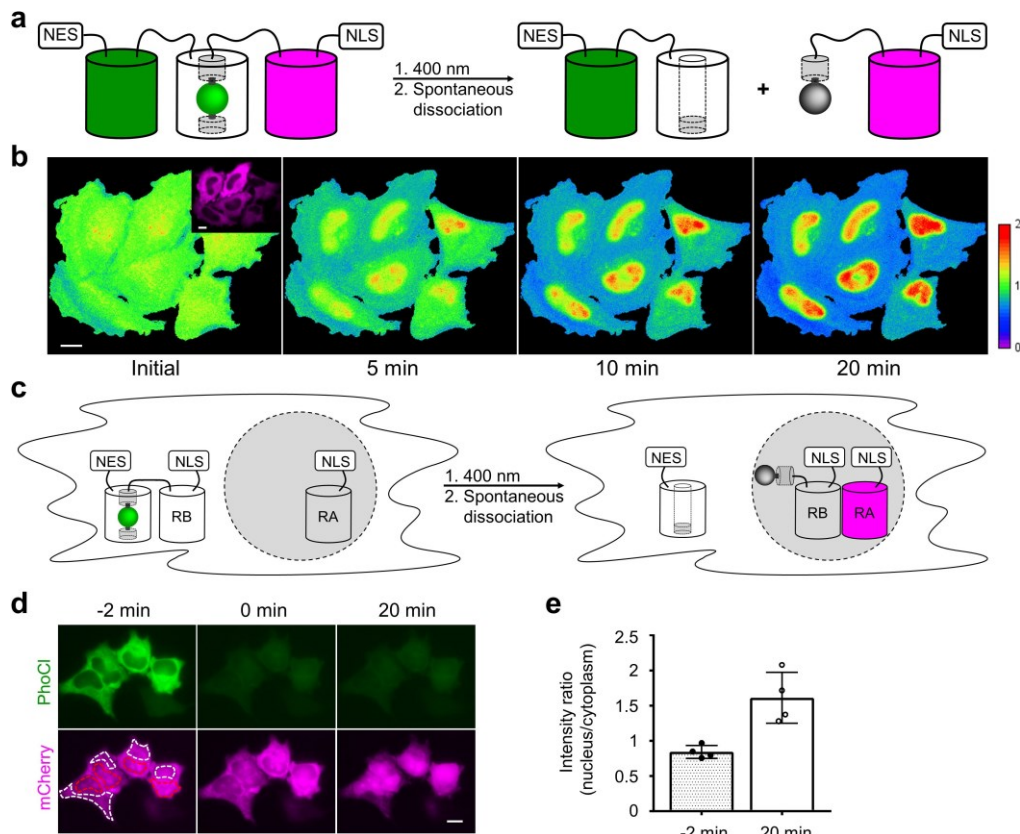 a
NES
NLS
1. 400 nm
2. Spontaneous
dissociation
NES
+
NLS
b
2
1
0
Initial
5 min
10 min
20 min
c
NES
NLS
RB
RA
1. 400 nm
2. Spontaneous
dissociation
NES
NLS
NLS
RB
RA
d
-2 min
0 min
20 min
PhoCl
mCherry
e
Intensity ratio
(nucleus/cytoplasm)
2.5
2
1.5
1
0.5
0
-2 min
20 min